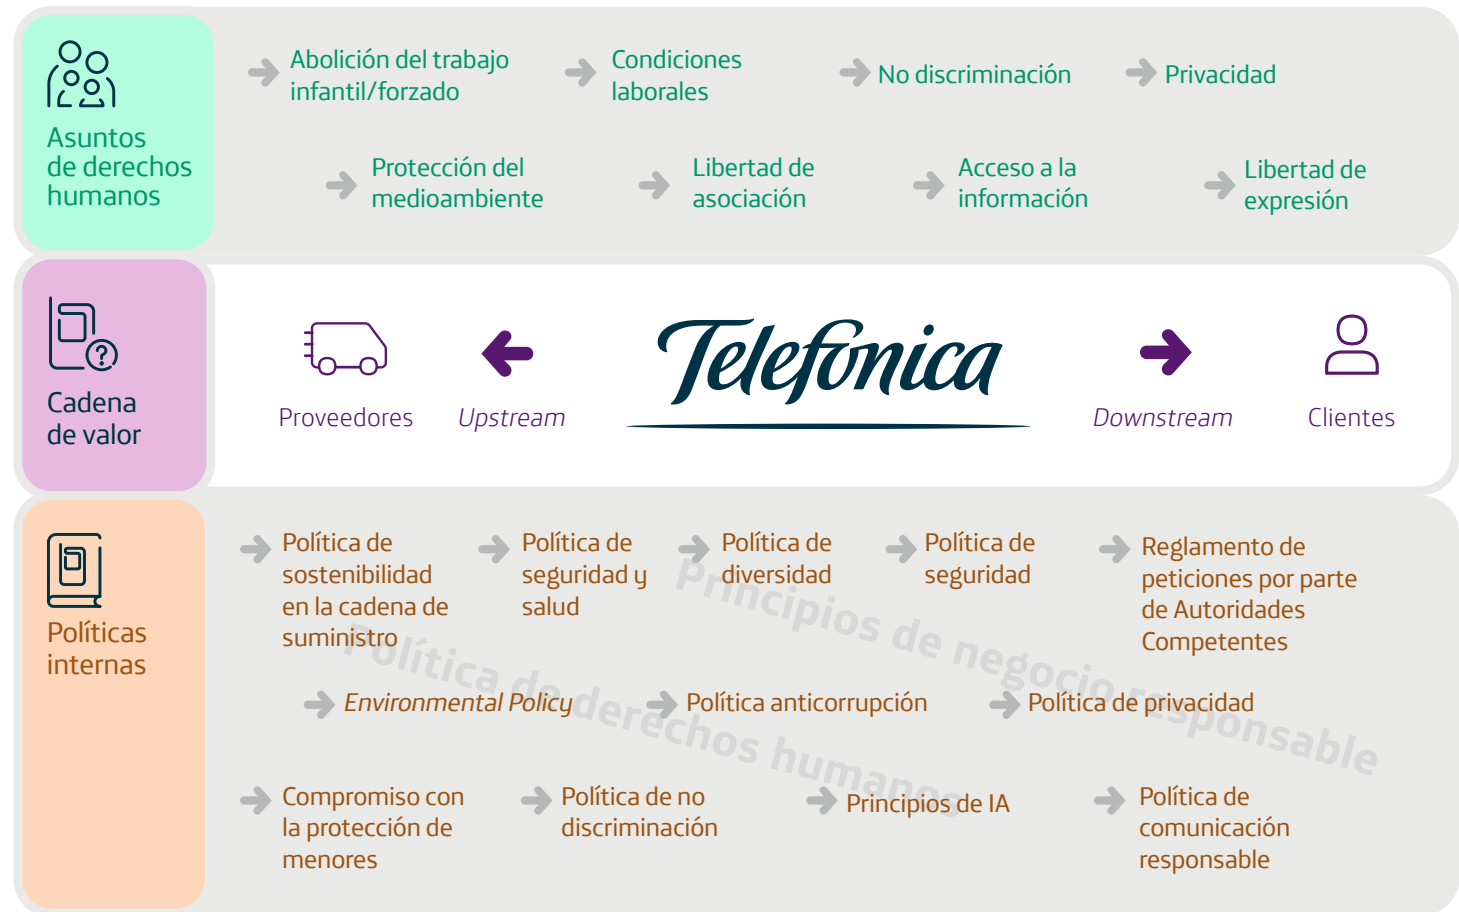 Asuntos
de derechos
humanos
Abolición del trabajo
infantil/forzado
Condiciones
laborales
No discriminación
Privacidad
Protección del
medioambiente
Libertad de
asociación
Acceso a la
información
Libertad de
expresión
Cadena
de valor
Proveedores
Upstream
Telefónica
Downstream
Clientes
Políticas
internas
Política de
sostenibilidad
en la cadena de
suministro
Política de
seguridad y
salud
Política de
diversidad
Política de
seguridad
Reglamento de
peticiones por parte
de Autoridades
Competentes
Principios de negocio responsable
Política de derechos humanos
Environmental Policy
Política anticorrupción
Política de privacidad
Compromiso con
la protección de
menores
Política de no
discriminación
Principios de IA
Política de
comunicación
responsable